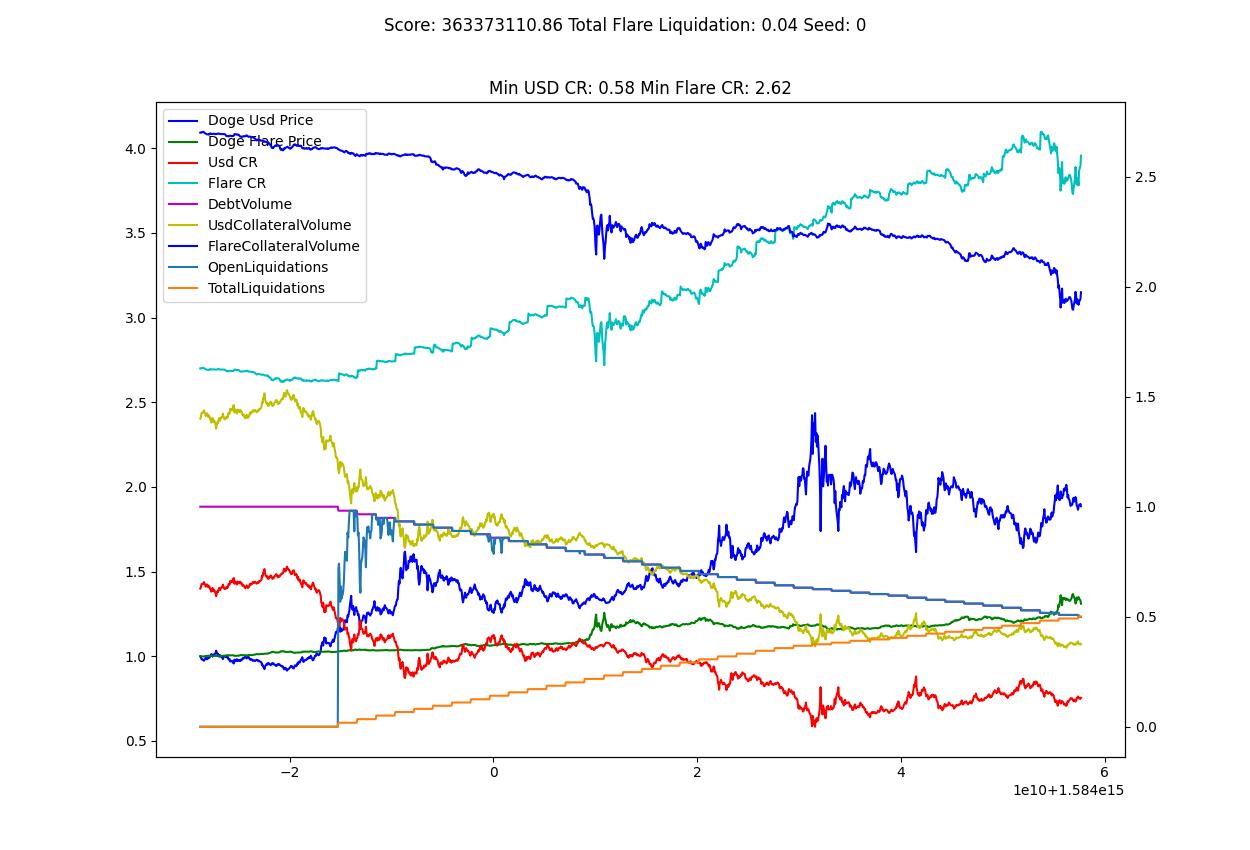 Score: 363373110.86 Total Flare Liquidation: 0.04 Seed: 0
Min USD CR: 0.58 Min Flare CR: 2.62
Doge Usd Price
Doge Flare Price
Usd CR
Flare CR
DebtVolume
UsdCollateralVolume
FlareCollateralVolume
OpenLiquidations
TotalLiquidations
4.0
3.5
3.0
2.5
2.0
1.5
1.0
0.5
2.5
2.0
1.5
1.0
0.5
0.0
−2 0 2 4 6
1e10+1.584e15